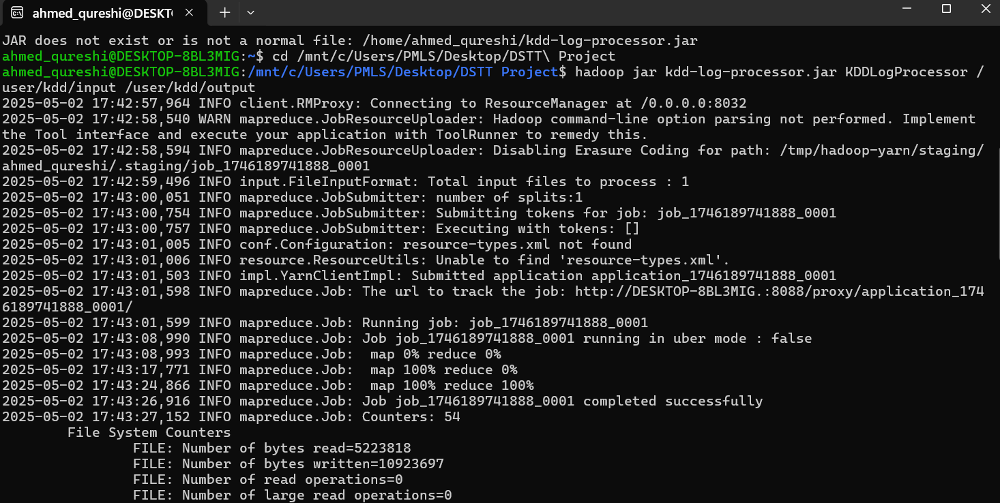 ahmed_qureshi@DESKT
JAR does not exist or is not a normal file: /home/ahmed_qureshi/kdd-log-processor.jar
ahmed_qureshi@DESKTOP-8BL3MIG:~$ cd /mnt/c/Users/PMLS/Desktop/DSTT\ Project
ahmed_qureshi@DESKTOP-8BL3MIG:/mnt/c/Users/PMLS/Desktop/DSTT Project$ hadoop jar kdd-log-processor.jar KDDLogProcessor /
user/kdd/input /user/kdd/output
2025-05-02 17:42:57,964 INFO client.RMProxy: Connecting to ResourceManager at /0.0.0.0:8032
2025-05-02 17:42:58,540 WARN mapreduce.JobResourceUploader: Hadoop command-line option parsing not performed. Implement
the Tool interface and execute your application with ToolRunner to remedy this.
2025-05-02 17:42:58,594 INFO mapreduce.JobResourceUploader: Disabling Erasure Coding for path: /tmp/hadoop-yarn/staging/
ahmed_qureshi/.staging/job_1746189741888_0001
2025-05-02 17:42:59,496 INFO input.FileInputFormat: Total input files to process : 1
2025-05-02 17:43:00,051 INFO mapreduce.JobSubmitter: number of splits:1
2025-05-02 17:43:00,754 INFO mapreduce.JobSubmitter: Submitting tokens for job: job_1746189741888_0001
2025-05-02 17:43:00,757 INFO mapreduce.JobSubmitter: Executing with tokens: []
2025-05-02 17:43:01,005 INFO conf.Configuration: resource-types.xml not found
2025-05-02 17:43:01,006 INFO resource.ResourceUtils: Unable to find 'resource-types.xml'.
2025-05-02 17:43:01,503 INFO impl.YarnClientImpl: Submitted application application_1746189741888_0001
2025-05-02 17:43:01,598 INFO mapreduce.Job: The url to track the job: http://DESKTOP-8BL3MIG.:8088/proxy/application_174
6189741888_0001/
2025-05-02 17:43:01,599 INFO mapreduce.Job: Running job: job_1746189741888_0001
2025-05-02 17:43:08,990 INFO mapreduce.Job: Job job_1746189741888_0001 running in uber mode : false
2025-05-02 17:43:08,993 INFO mapreduce.Job:  map 0% reduce 0%
2025-05-02 17:43:17,771 INFO mapreduce.Job:  map 100% reduce 0%
2025-05-02 17:43:24,866 INFO mapreduce.Job:  map 100% reduce 100%
2025-05-02 17:43:26,916 INFO mapreduce.Job: Job job_1746189741888_0001 completed successfully
2025-05-02 17:43:27,152 INFO mapreduce.Job: Counters: 54
        File System Counters
                FILE: Number of bytes read=5223818
                FILE: Number of bytes written=10923697
                FILE: Number of read operations=0
                FILE: Number of large read operations=0